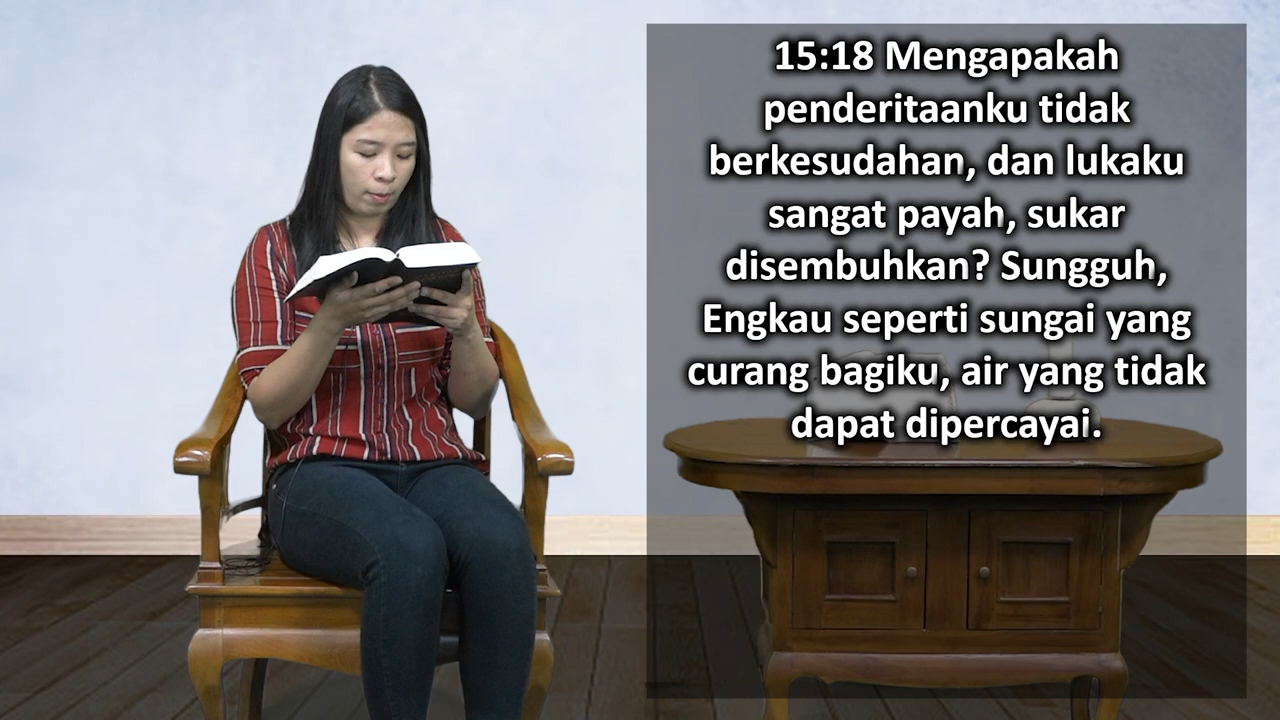 15:18 Mengapakah
penderitaanku tidak
berkesudahan, dan lukaku
sangat payah, sukar
disembuhkan? Sungguh,
Engkau seperti sungai yang
curang bagiku, air yang tidak
dapat dipercayai.